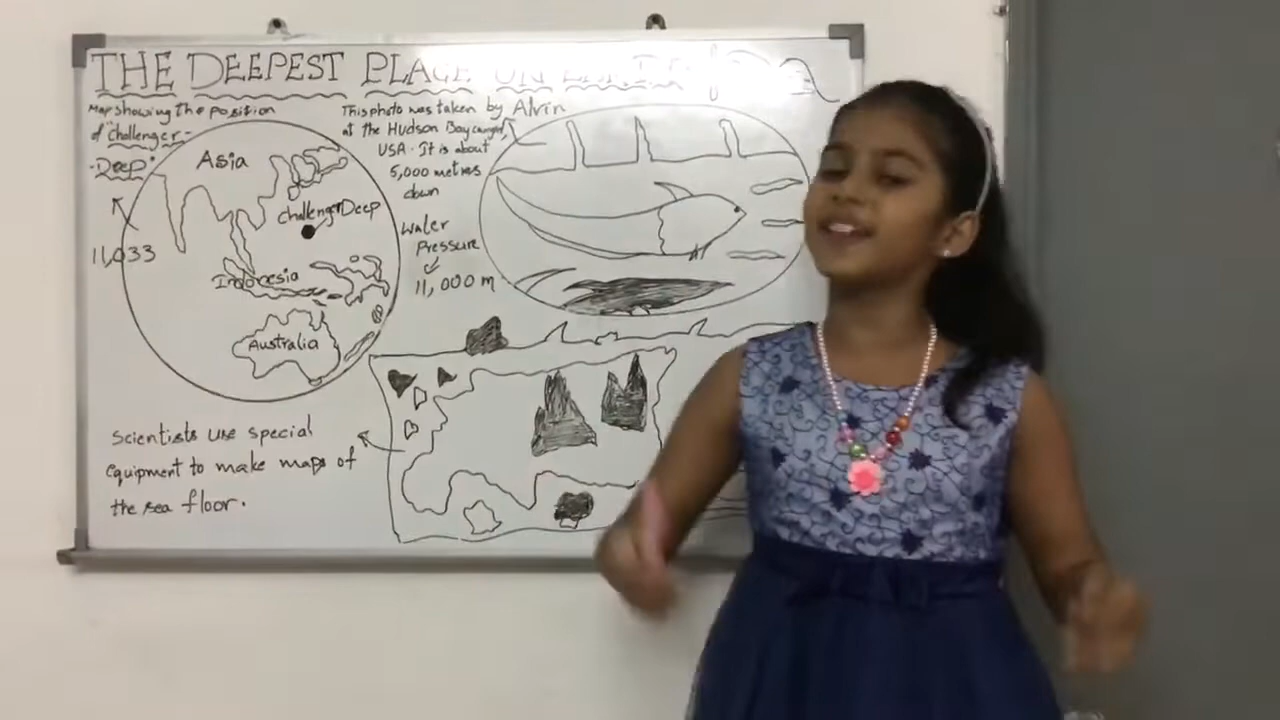 THE DEEPEST PLACE ON EARTH
Map showing The position
of "Challenger-
-Deep"
11,033
Asia
Challenger Deep
Indonesia
Australia
This photo was taken by Alvin
at the Hudson Bay
USA. It is about
5,000 metres
down
Water
Pressure
11,000 m
Scientists use special
equipment to make maps of
the sea floor.